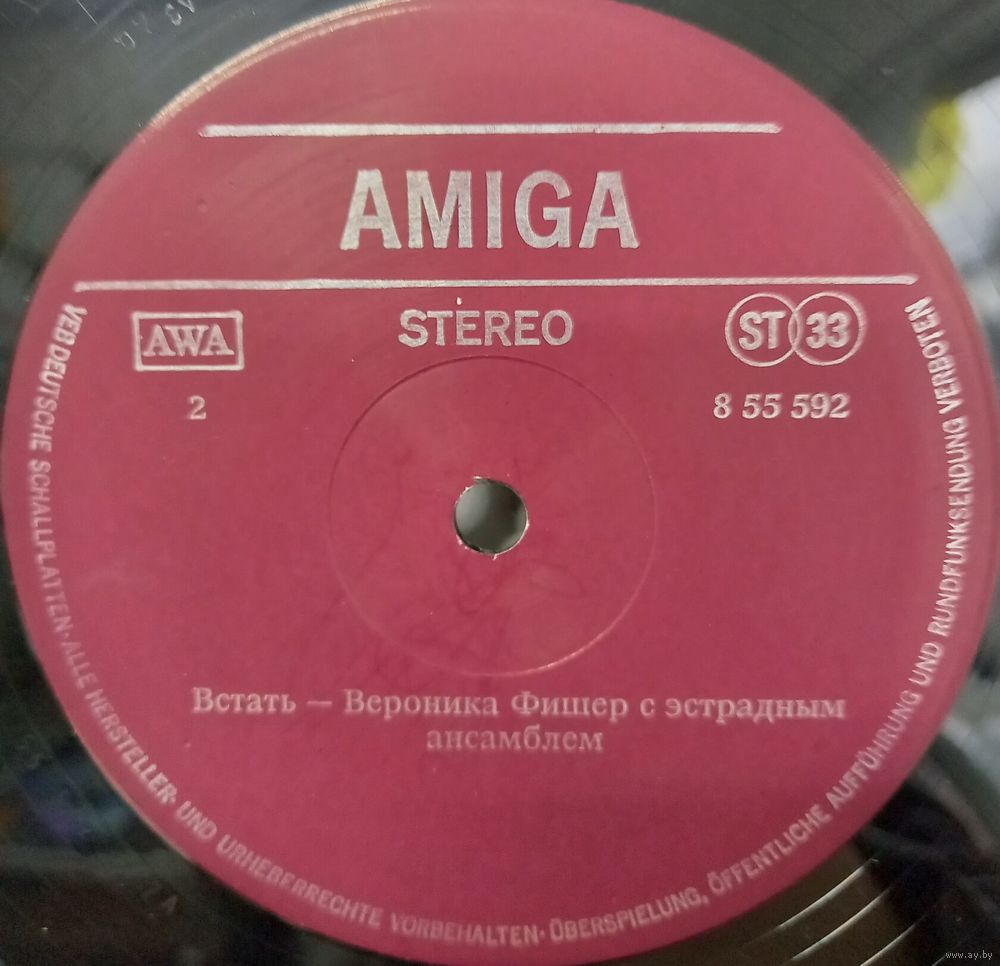 AMIGA
STEREO
AWA
ST 33
2
8 55 592
Встать — Вероника Фишер с эстрадным
ансамблем
VEB DEUTSCHE SCHALLPLATTEN · ALLE HERSTELLER- UND URHEBERRECHTE VORBEHALTEN · ÜBERSPIELUNG, ÖFFENTLICHE AUFFÜHRUNG UND RUNDFUNKSENDUNG VERBOTEN
www.ay.by